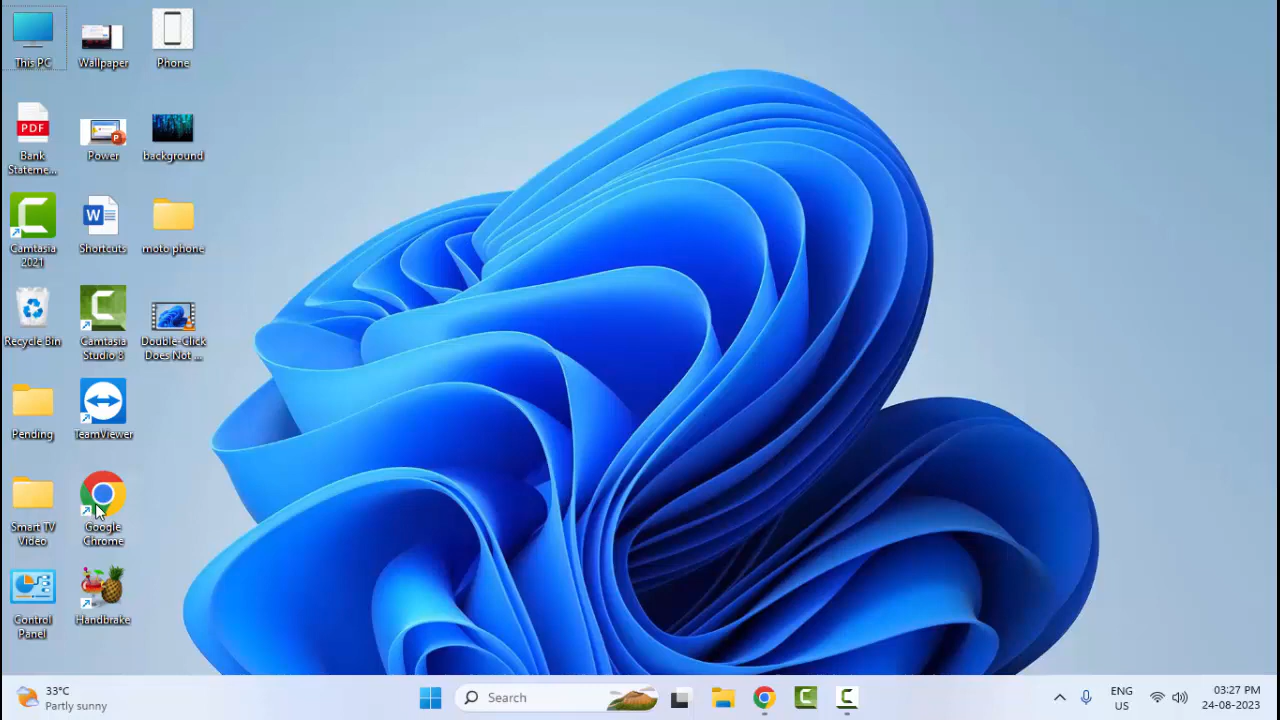 This PC
Wallpaper
Phone
PDF
Bank
Stateme...
Power
background
Camtasia
2021
Shortcuts
moto phone
Recycle Bin
Camtasia
Studio 8
Double-Click
Does Not ...
Pending
TeamViewer
Smart TV
Video
Google
Chrome
Control
Panel
Handbrake
33°C
Partly sunny
Search
ENG
US
03:27 PM
24-08-2023